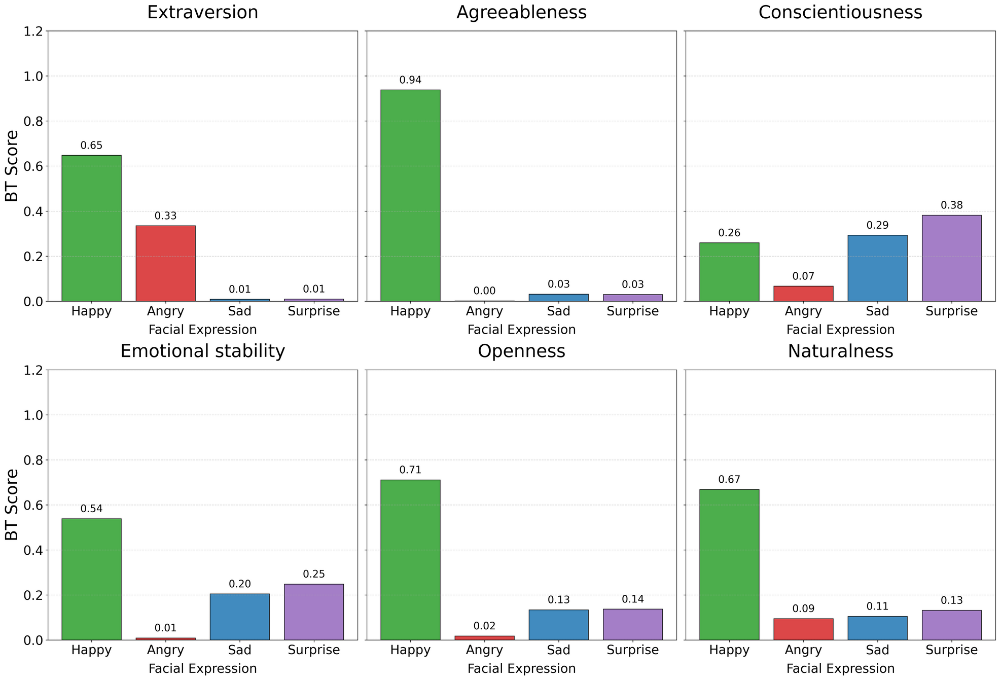 Extraversion
Agreeableness
Conscientiousness
BT Score
1.2
1.0
0.8
0.6
0.4
0.2
0.0
0.65
0.33
0.01
0.01
0.94
0.00
0.03
0.03
0.26
0.07
0.29
0.38
Happy Angry Sad Surprise
Happy Angry Sad Surprise
Happy Angry Sad Surprise
Facial Expression
Facial Expression
Facial Expression
Emotional stability
Openness
Naturalness
BT Score
1.2
1.0
0.8
0.6
0.4
0.2
0.0
0.54
0.01
0.20
0.25
0.71
0.02
0.13
0.14
0.67
0.09
0.11
0.13
Happy Angry Sad Surprise
Happy Angry Sad Surprise
Happy Angry Sad Surprise
Facial Expression
Facial Expression
Facial Expression